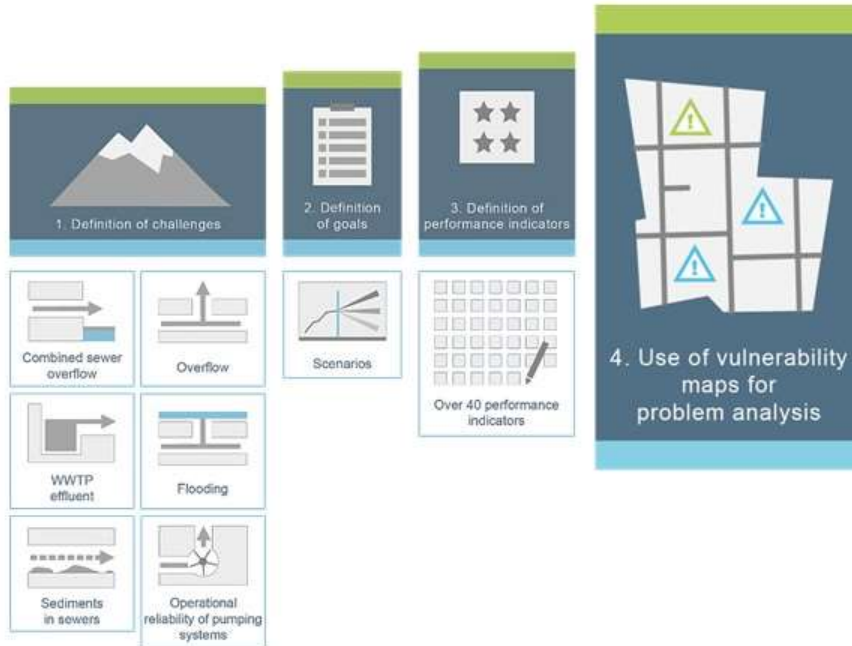 1. Definition of challenges
2. Definition
of goals
3. Definition of
performance indicators
4. Use of vulnerability
maps for
problem analysis
Combined sewer
overflow
Overflow
WWTP
effluent
Flooding
Sediments
in sewers
Operational
reliability of pumping
systems
Scenarios
Over 40 performance
indicators